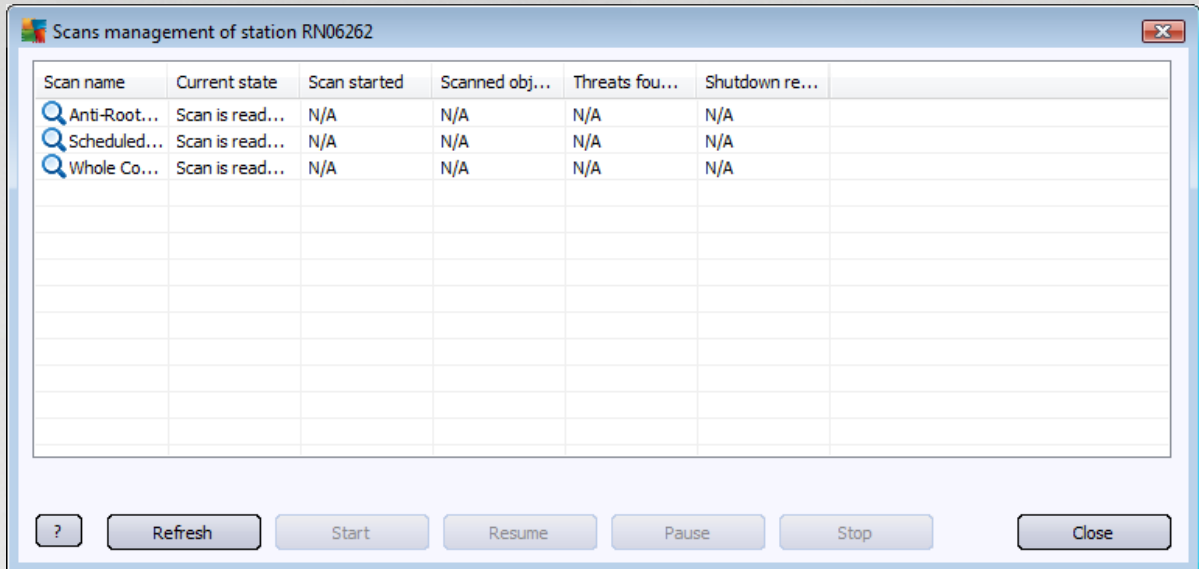 Scans management of station RN06262
Scan name Current state Scan started Scanned obj... Threats fou... Shutdown re...
Anti-Root... Scan is read... N/A N/A N/A N/A
Scheduled... Scan is read... N/A N/A N/A N/A
Whole Co... Scan is read... N/A N/A N/A N/A
? Refresh Start Resume Pause Stop Close